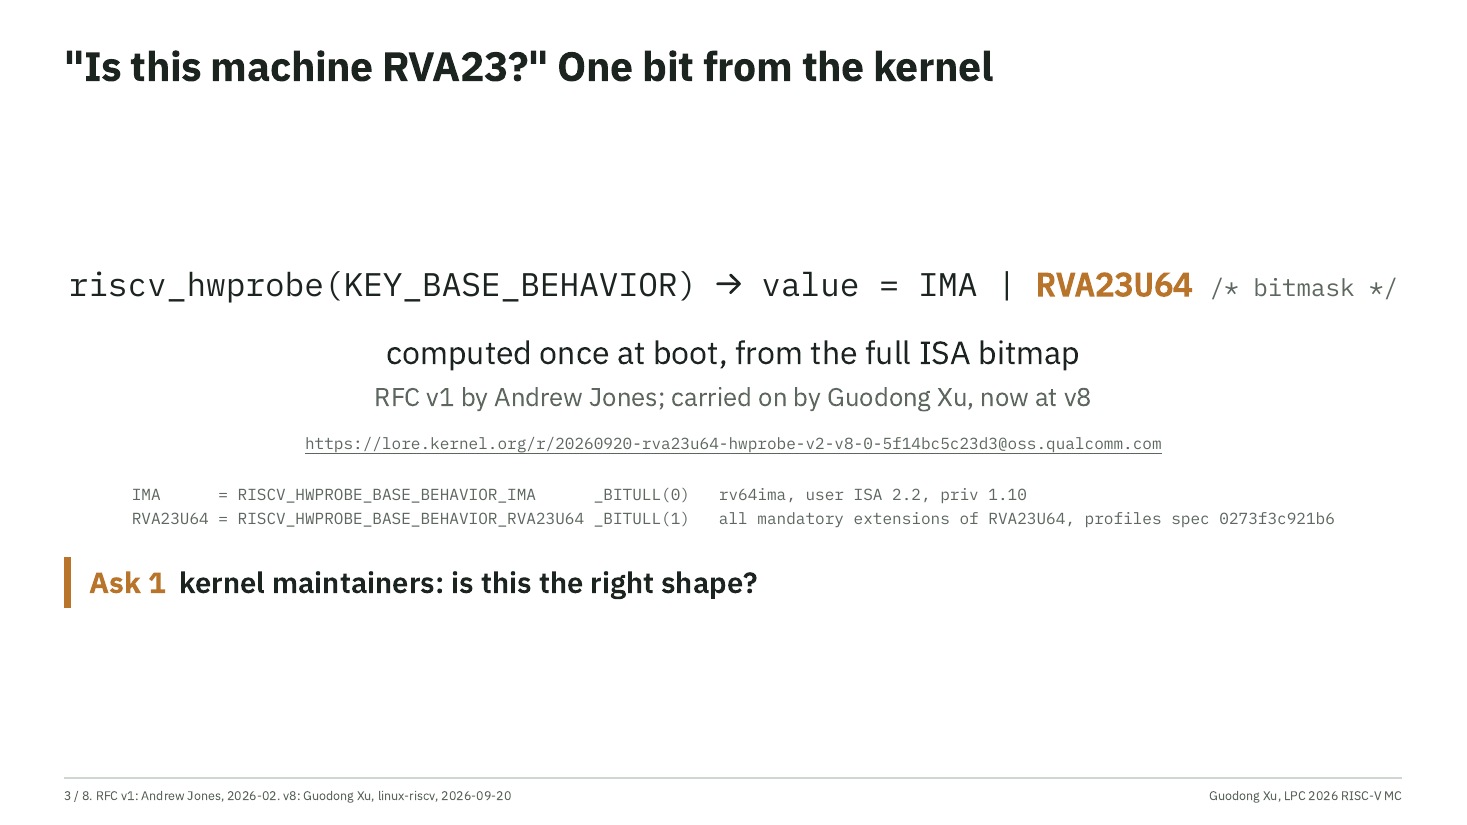 "Is this machine RVA23?" One bit from the kernel
riscv_hwprobe(KEY_BASE_BEHAVIOR) → value = IMA | RVA23U64 /* bitmask */
computed once at boot, from the full ISA bitmap
RFC v1 by Andrew Jones; carried on by Guodong Xu, now at v8
https://lore.kernel.org/r/20260920-rva23u64-hwprobe-v2-v8-0-5f14bc5c23d3@oss.qualcomm.com
IMA = RISCV_HWPROBE_BASE_BEHAVIOR_IMA _BITULL(0) rv64ima, user ISA 2.2, priv 1.10
RVA23U64 = RISCV_HWPROBE_BASE_BEHAVIOR_RVA23U64 _BITULL(1) all mandatory extensions of RVA23U64, profiles spec 0273f3c921b6
Ask 1 kernel maintainers: is this the right shape?
3 / 8. RFC v1: Andrew Jones, 2026-02. v8: Guodong Xu, linux-riscv, 2026-09-20
Guodong Xu, LPC 2026 RISC-V MC